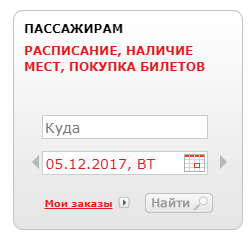 ПАССАЖИРАМ
РАСПИСАНИЕ, НАЛИЧИЕ
МЕСТ, ПОКУПКА БИЛЕТОВ
Куда
05.12.2017, ВТ
Мои заказы Найти